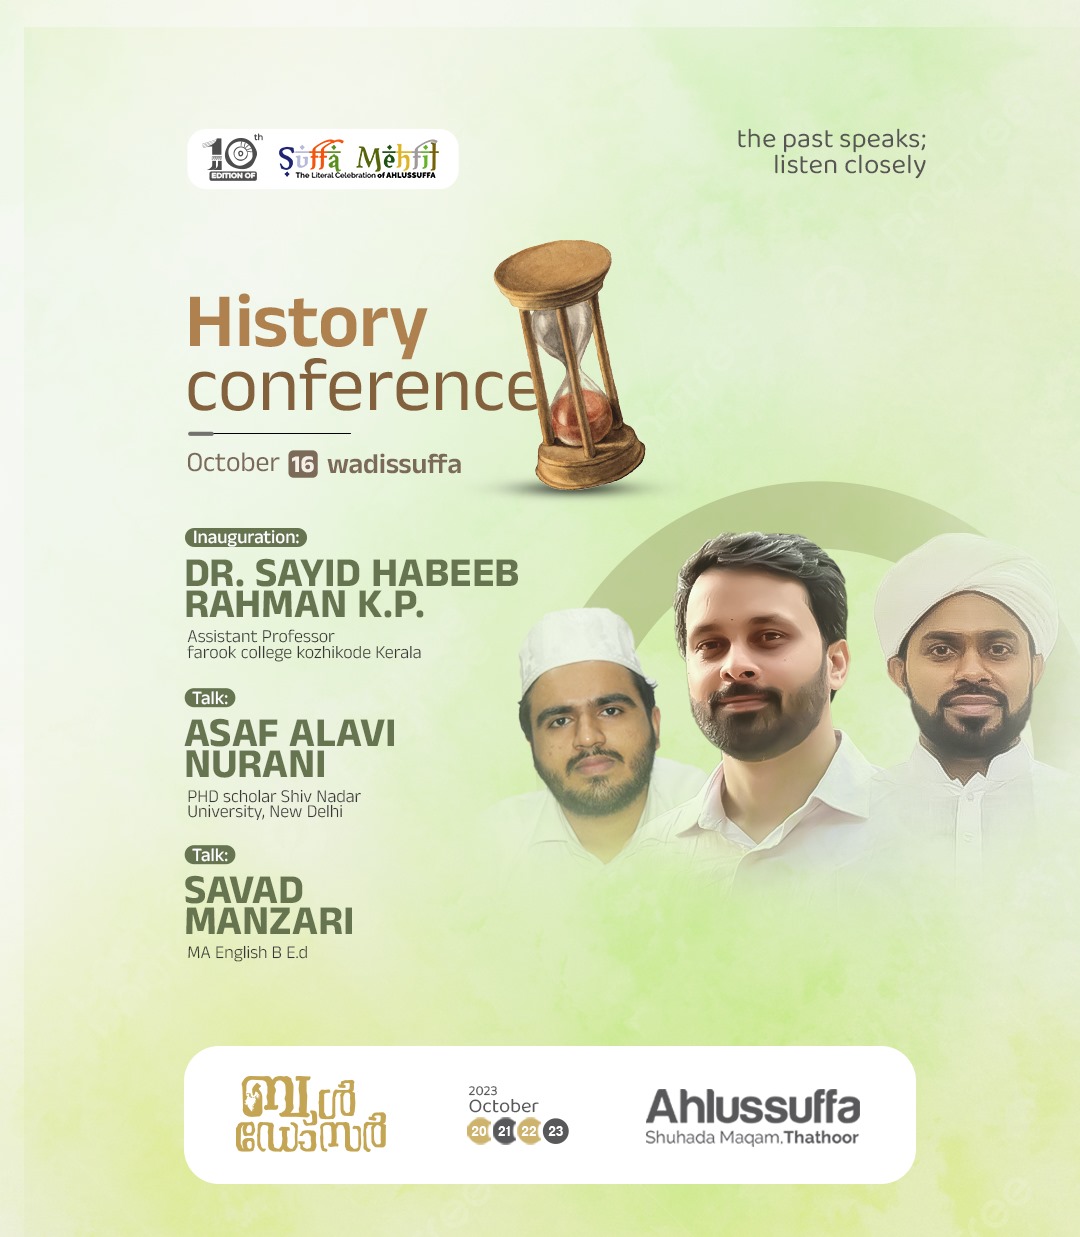 10th
EDITION OF
Suffa Mehfil
The Literal Celebration of AHLUSSUFFA
the past speaks;
listen closely
History
conference
October 16 wadissuffa
Inauguration:
DR. SAYID HABEEB
RAHMAN K.P.
Assistant Professor
farook college kozhikode Kerala
Talk:
ASAF ALAVI
NURANI
PHD scholar Shiv Nadar
University, New Delhi
Talk:
SAVAD
MANZARI
MA English B E.d
ബുൾ
ഡോസർ
2023
October
20 21 22 23
Ahlussuffa
Shuhada Maqam,Thathoor